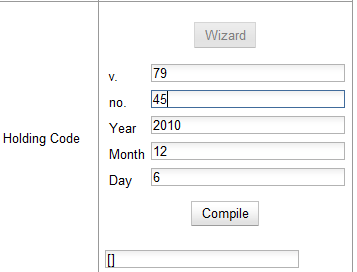 Wizard
v. 79
no. 45
Year 2010
Holding Code
Month 12
Day 6
Compile
[]